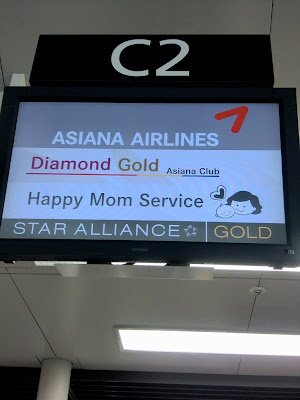 C2
ASIANA AIRLINES
Diamond Gold Asiana Club
Happy Mom Service
STAR ALLIANCE GOLD